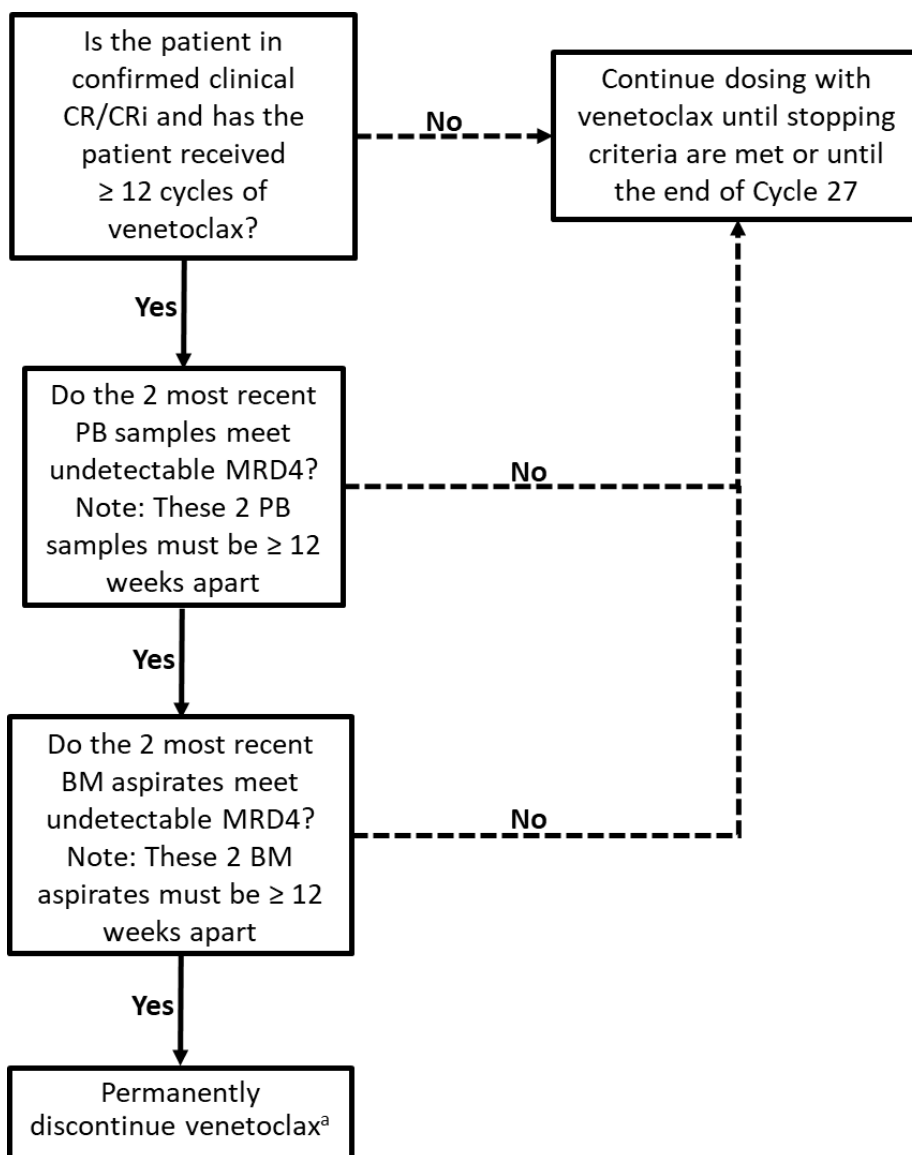 Is the patient in
confirmed clinical
CR/CRi and has the
patient received
≥ 12 cycles of
venetoclax?
No
Continue dosing with
venetoclax until stopping
criteria are met or until
the end of Cycle 27
Yes
Do the 2 most recent
PB samples meet
undetectable MRD4?
Note: These 2 PB
samples must be ≥ 12
weeks apart
No
Yes
Do the 2 most recent
BM aspirates meet
undetectable MRD4?
Note: These 2 BM
aspirates must be ≥ 12
weeks apart
No
Yes
Permanently
discontinue venetoclaxᵃ